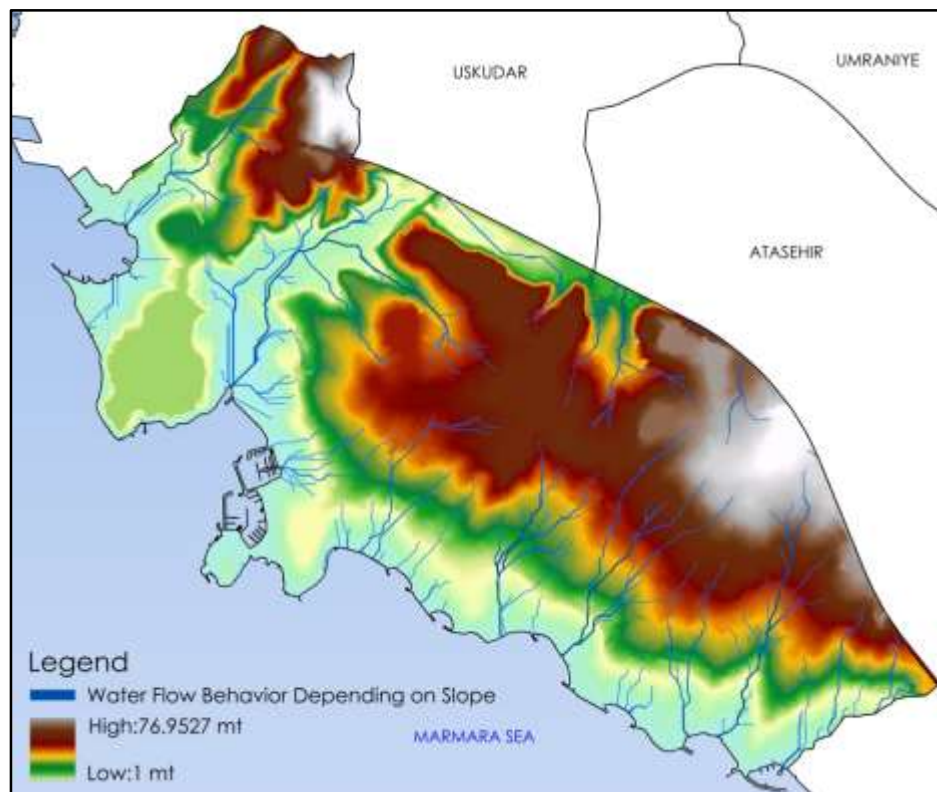 USKUDAR
UMRANIYE
ATASEHIR
Legend
Water Flow Behavior Depending on Slope
High:76.9527 mt
Low:1 mt
MARMARA SEA